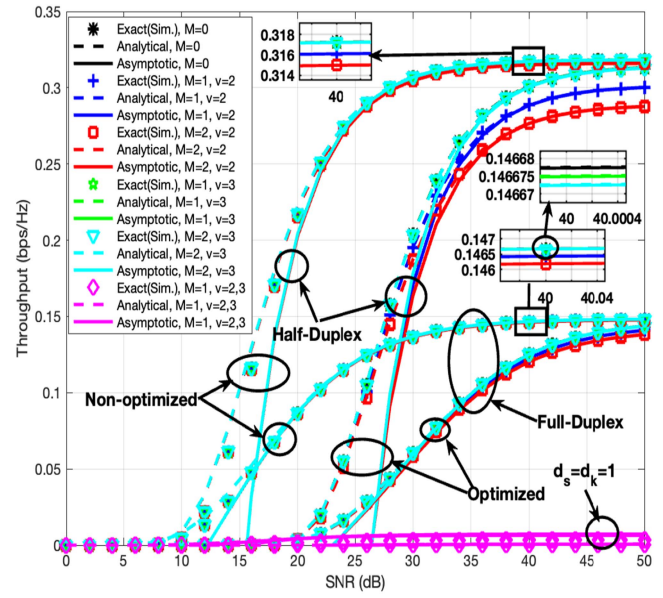 Exact(Sim.), M=0
Analytical, M=0
Asymptotic, M=0
Exact(Sim.), M=1, v=2
Analytical, M=1, v=2
Asymptotic, M=1, v=2
Exact(Sim.), M=2, v=2
Analytical, M=2, v=2
Asymptotic, M=2, v=2
Exact(Sim.), M=1, v=3
Analytical, M=1, v=3
Asymptotic, M=1, v=3
Exact(Sim.), M=2, v=3
Analytical, M=2, v=3
Asymptotic, M=2, v=3
Exact(Sim.), M=1, v=2,3
Analytical, M=1, v=2,3
Asymptotic, M=1, v=2,3
0.318
0.316
0.314
40
0.14668
0.146675
0.14667
40 40.0004
0.147
0.1465
0.146
40 40.04
Half-Duplex
Non-optimized
Full-Duplex
Optimized
d_s=d_k=1
Throughput (bps/Hz)
0.35
0.3
0.25
0.2
0.15
0.1
0.05
0
0 5 10 15 20 25 30 35 40 45 50
SNR (dB)